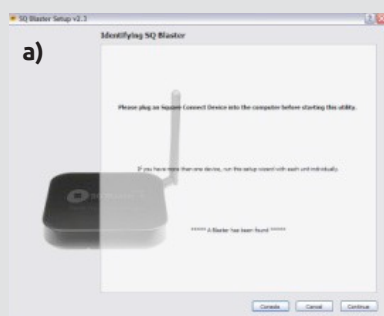 SQ Blaster Setup v2.3
Identifying SQ Blaster
a)
Please plug an Square Connect Device into the computer before starting this utility.
If you have more than one device, run the setup wizard with each unit individually.
***** A Blaster has been found *****
Console Cancel Continue